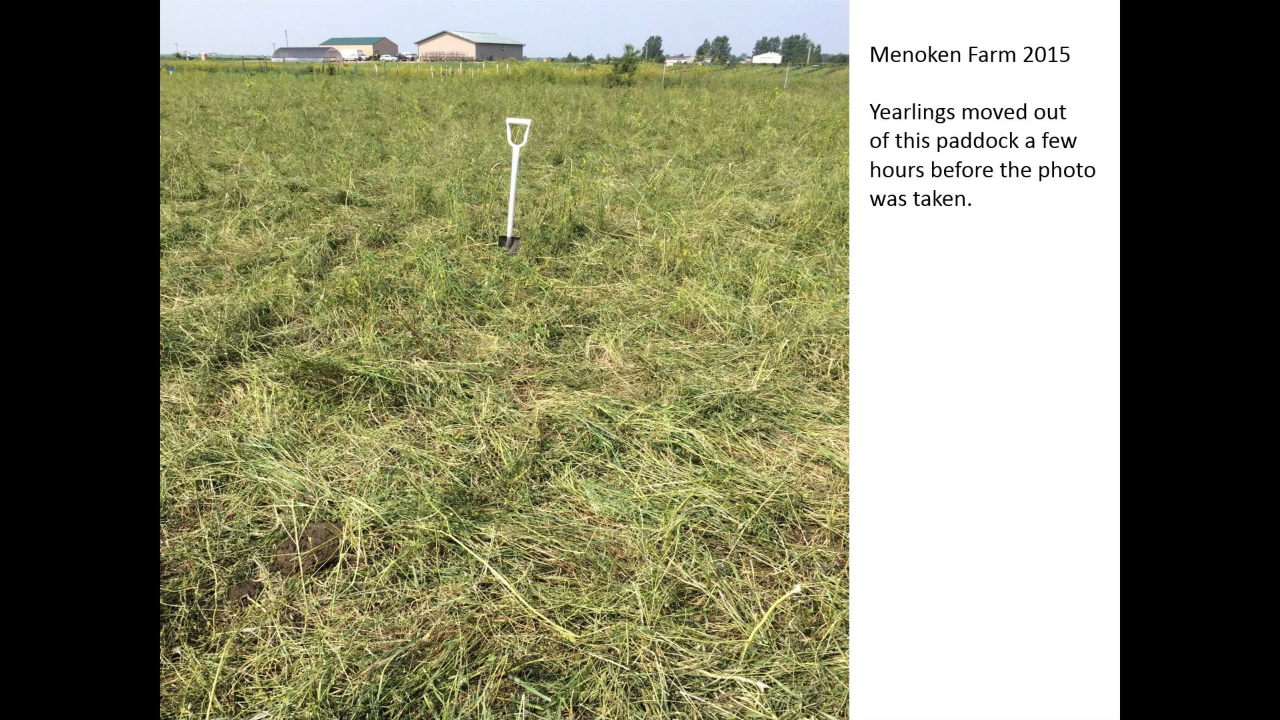 Menoken Farm 2015
Yearlings moved out
of this paddock a few
hours before the photo
was taken.